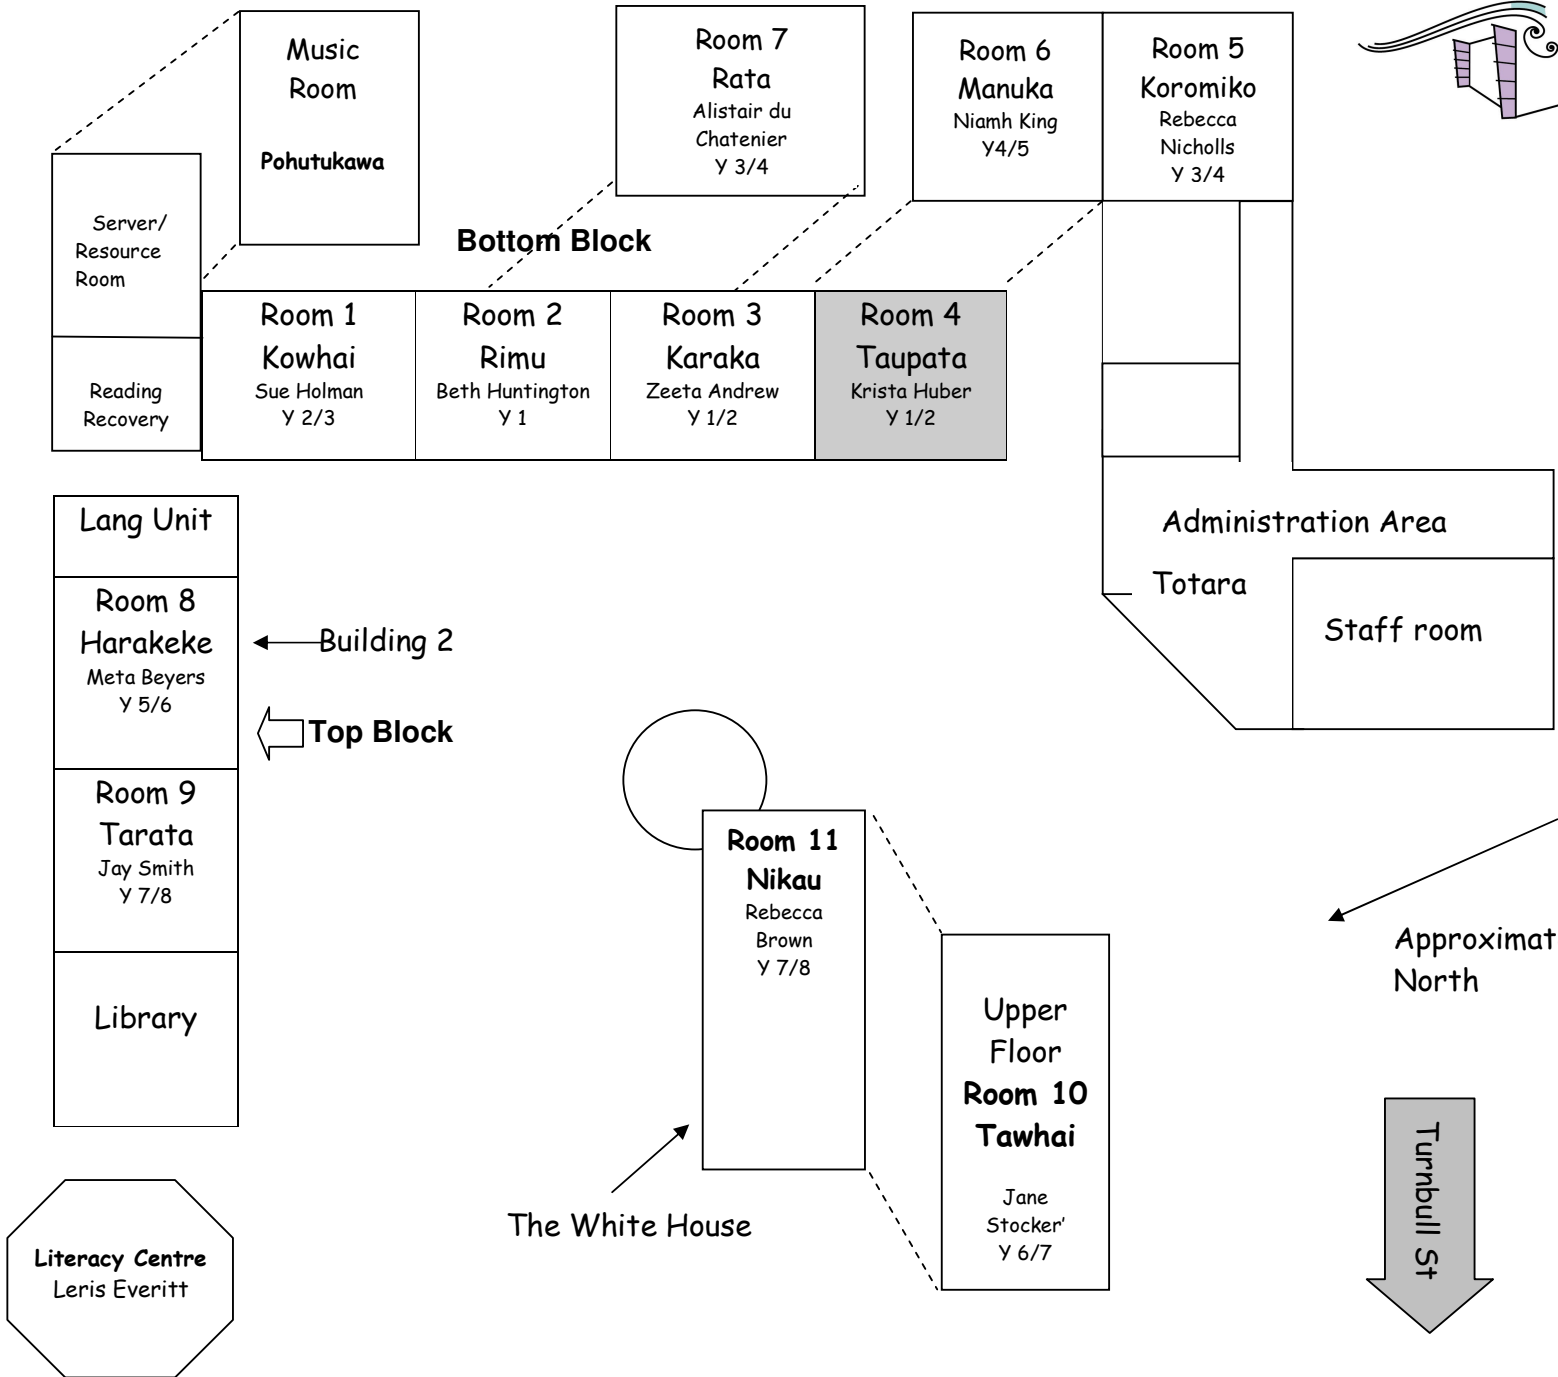 Music
Room
Pohutukawa
Room 7
Rata
Alistair du
Chatenier
Y 3/4
Room 6
Manuka
Niamh King
Y4/5
Room 5
Koromiko
Rebecca
Nicholls
Y 3/4
Server/
Resource
Room
Bottom Block
Reading
Recovery
Room 1
Kowhai
Sue Holman
Y 2/3
Room 2
Rimu
Beth Huntington
Y 1
Room 3
Karaka
Zeeta Andrew
Y 1/2
Room 4
Taupata
Krista Huber
Y 1/2
Administration Area
Totara
Staff room
Lang Unit
Room 8
Harakeke
Meta Beyers
Y 5/6
Building 2
Top Block
Room 9
Tarata
Jay Smith
Y 7/8
Library
Room 11
Nikau
Rebecca
Brown
Y 7/8
Upper
Floor
Room 10
Tawhai
Jane
Stocker'
Y 6/7
The White House
Approximat
North
Turnbull St
Literacy Centre
Leris Everitt